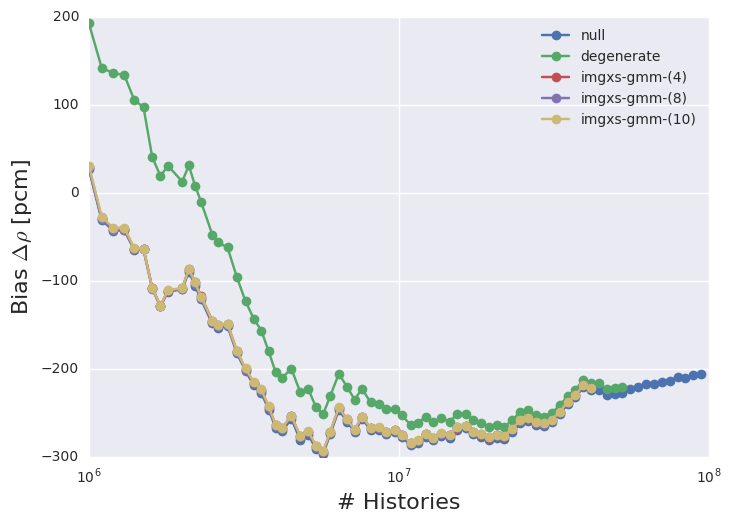 200
100
0
−100
−200
−300
Bias Δρ [pcm]
null
degenerate
imgxs-gmm-(4)
imgxs-gmm-(8)
imgxs-gmm-(10)
10^6
10^7
10^8
# Histories